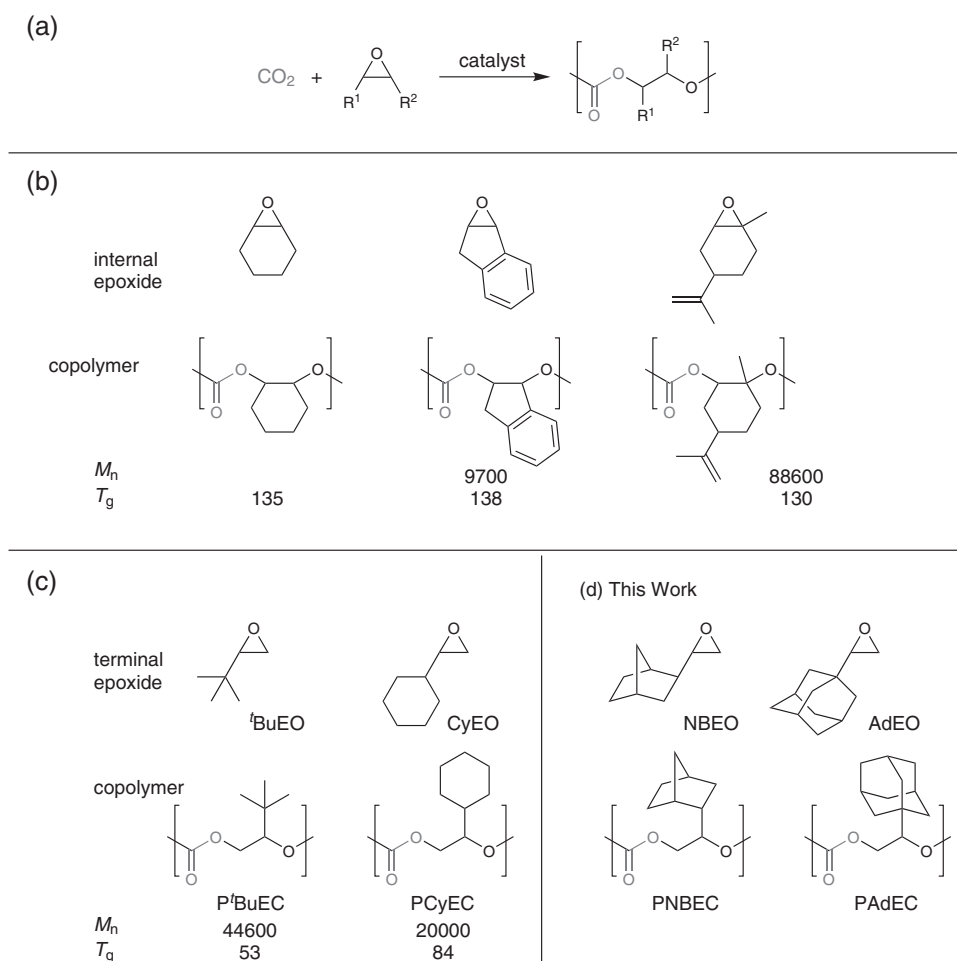 (a)
CO2 + O R1 R2 catalyst O O R2 R1 O
(b)
O O O
internal
epoxide
copolymer O O O O O O O O O
Mn 9700 88600
Tg 135 138 130
(c)
(d) This Work
terminal
epoxide
O O O O
tBuEO CyEO NBEO AdEO
copolymer
O O O O O O O O O O O O
PtBuEC PCyEC PNBEC PAdEC
Mn 44600 20000
Tg 53 84